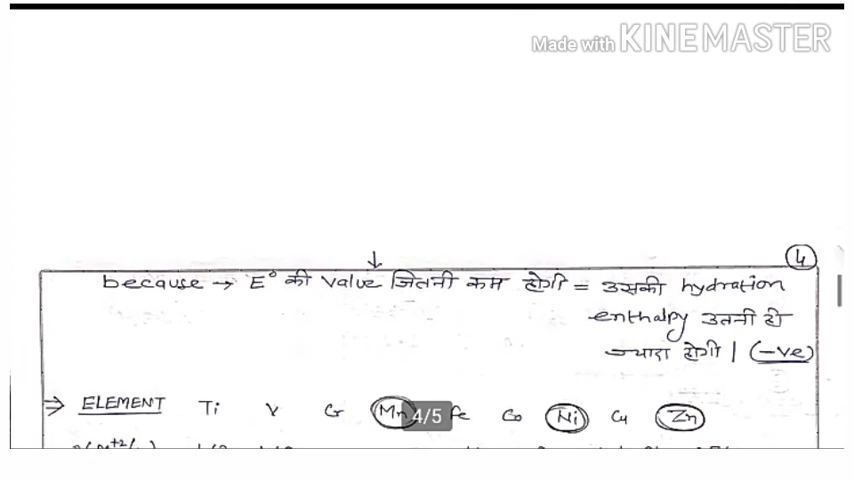 Made with KINEMASTER
4
because → E° की value जितनी कम होगी = उसकी hydration
enthalpy उतनी ही
ज्यादा होगी | (-ve)
⇒ ELEMENT Ti V Cr Mn Fe Co Ni Cu Zn
4/5